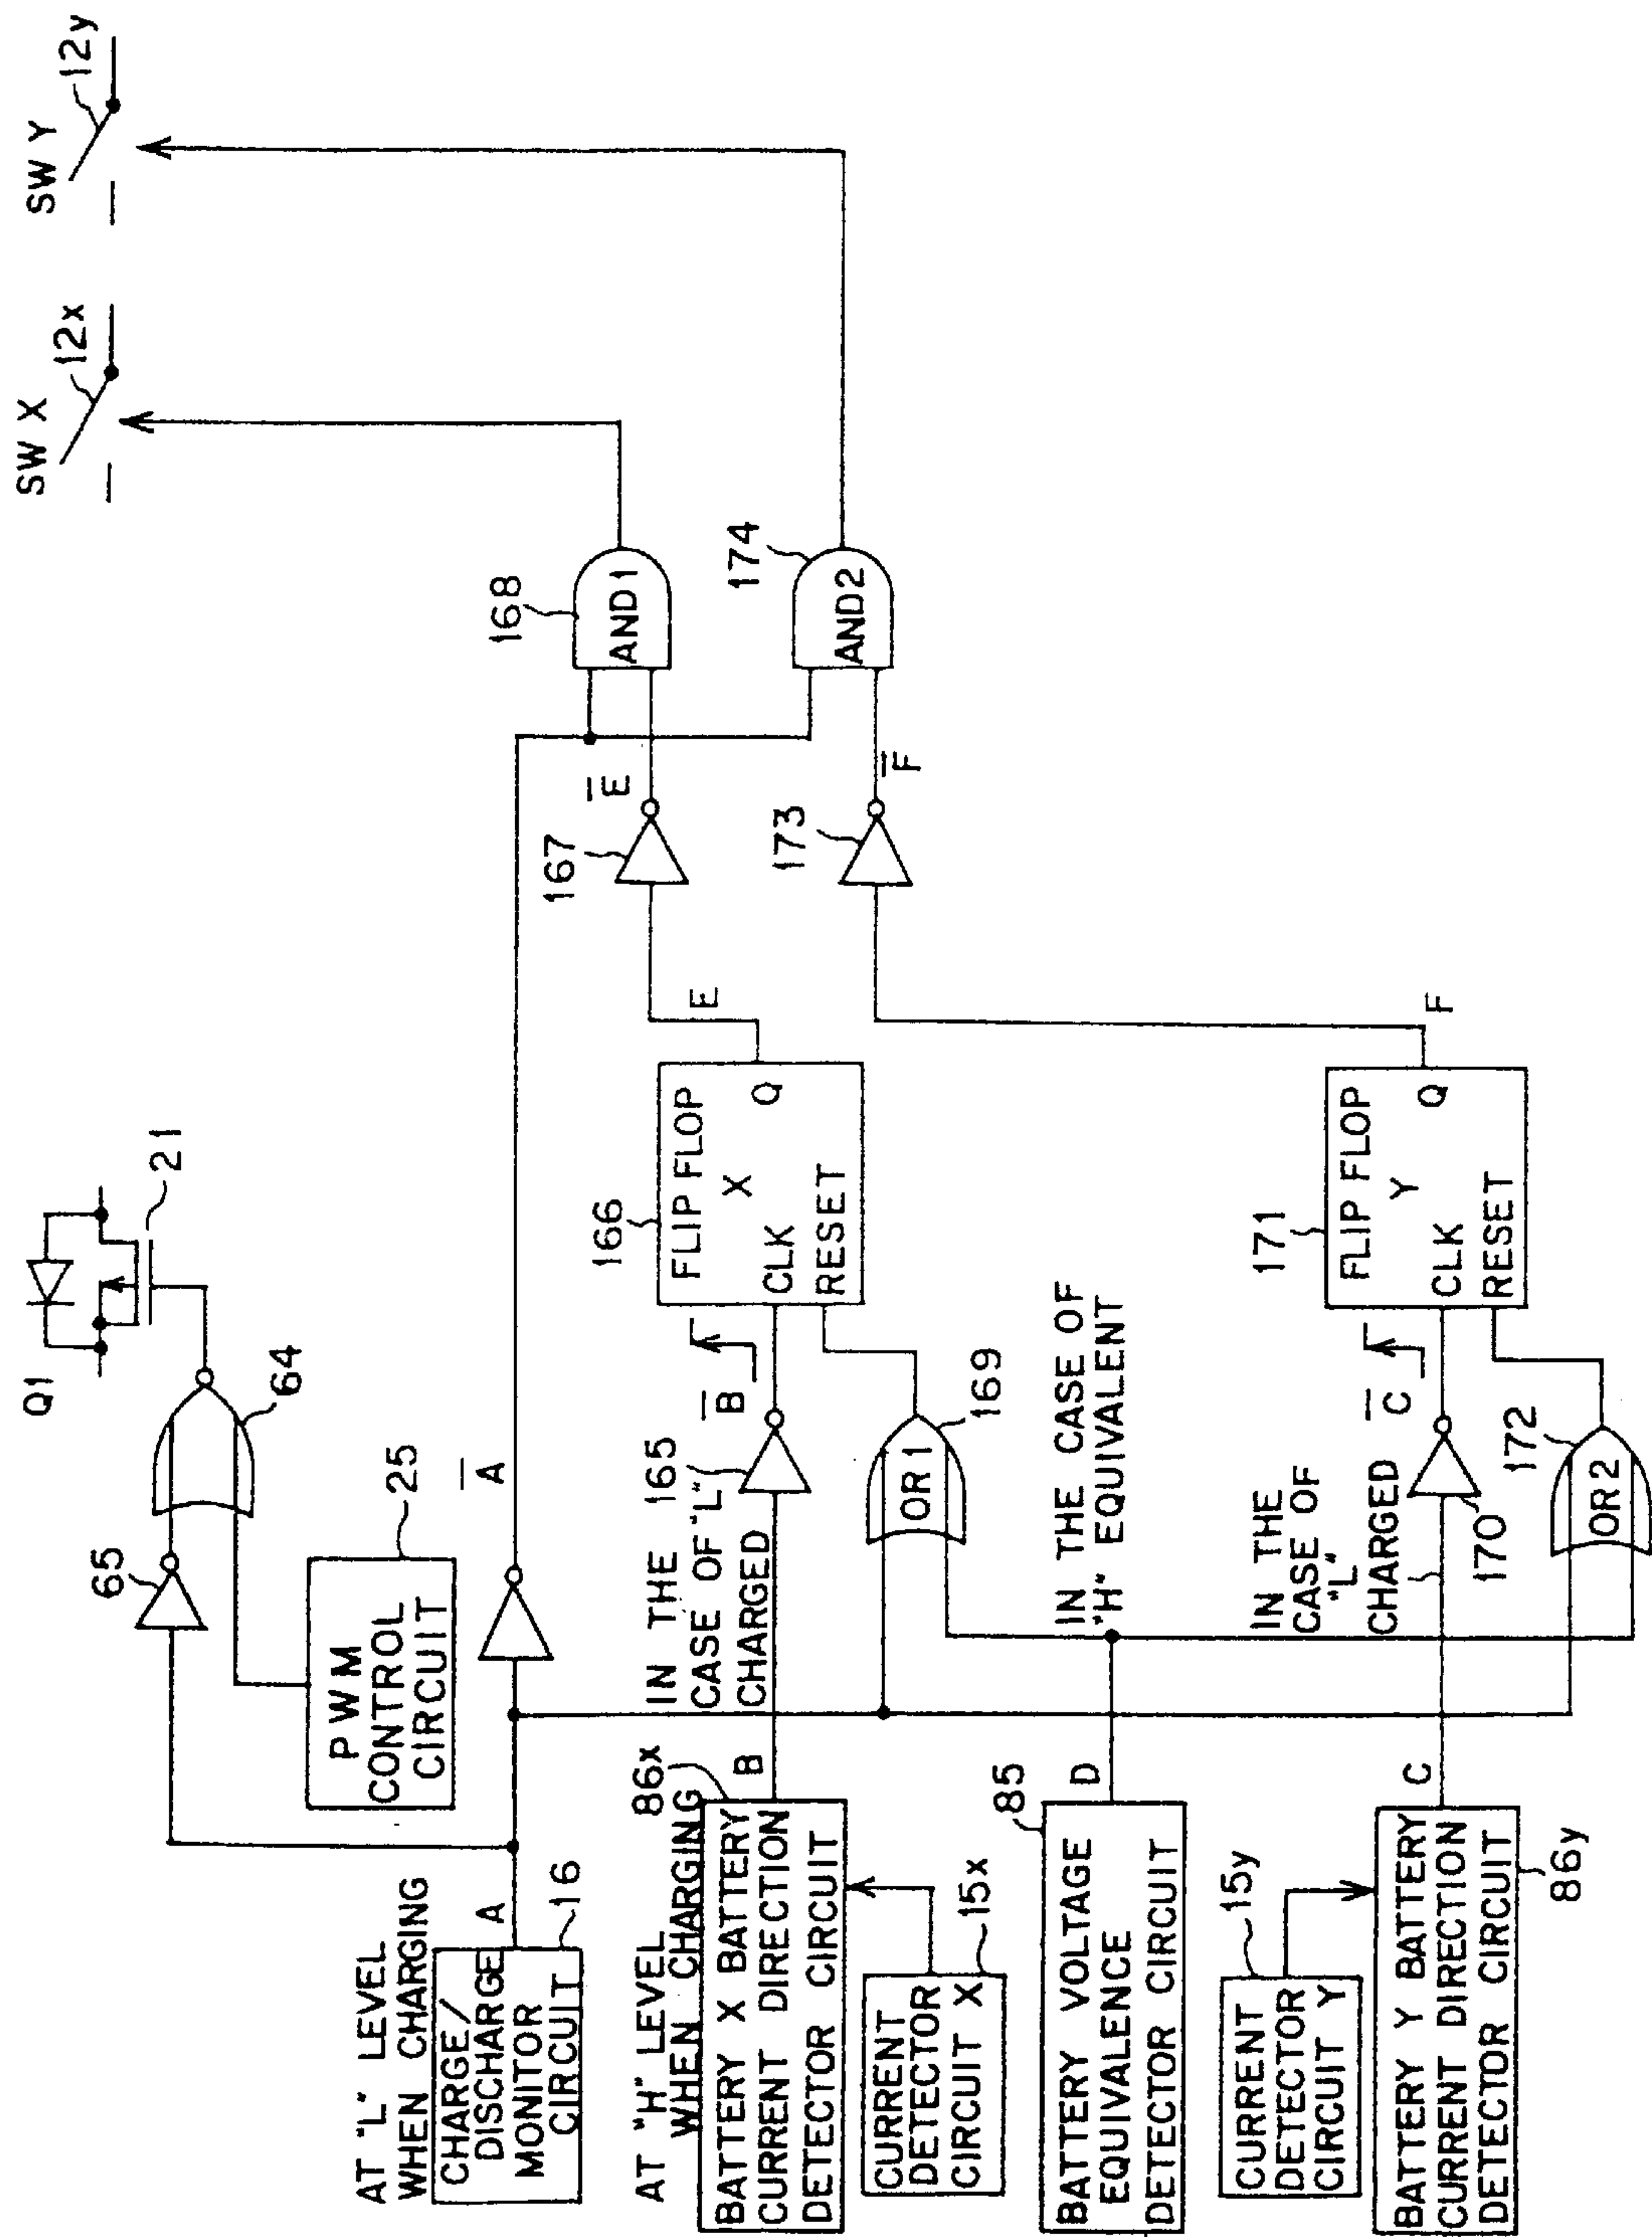 SW X
12x
SW Y
12y
168
AND1
174
AND2
E
167
F
173
E
F
Q1
21
64
65
PWM
CONTROL
CIRCUIT
25
A
166
FLIP FLOP
X
CLK
Q
RESET
171
FLIP FLOP
Y
CLK
Q
RESET
B
165
IN THE
CASE OF "L"
CHARGED
OR1
169
IN THE CASE OF
"H" EQUIVALENT
C
IN THE
CASE OF
"L"
CHARGED
170
172
OR2
AT "L" LEVEL
WHEN CHARGING
A
CHARGE/
DISCHARGE
MONITOR
CIRCUIT
16
AT "H" LEVEL
WHEN CHARGING
86x
B
BATTERY X BATTERY
CURRENT DIRECTION
DETECTOR CIRCUIT
CURRENT
DETECTOR
CIRCUIT X
15x
85
D
BATTERY VOLTAGE
EQUIVALENCE
DETECTOR CIRCUIT
CURRENT
DETECTOR
CIRCUIT Y
15y
C
BATTERY Y BATTERY
CURRENT DIRECTION
DETECTOR CIRCUIT
86y